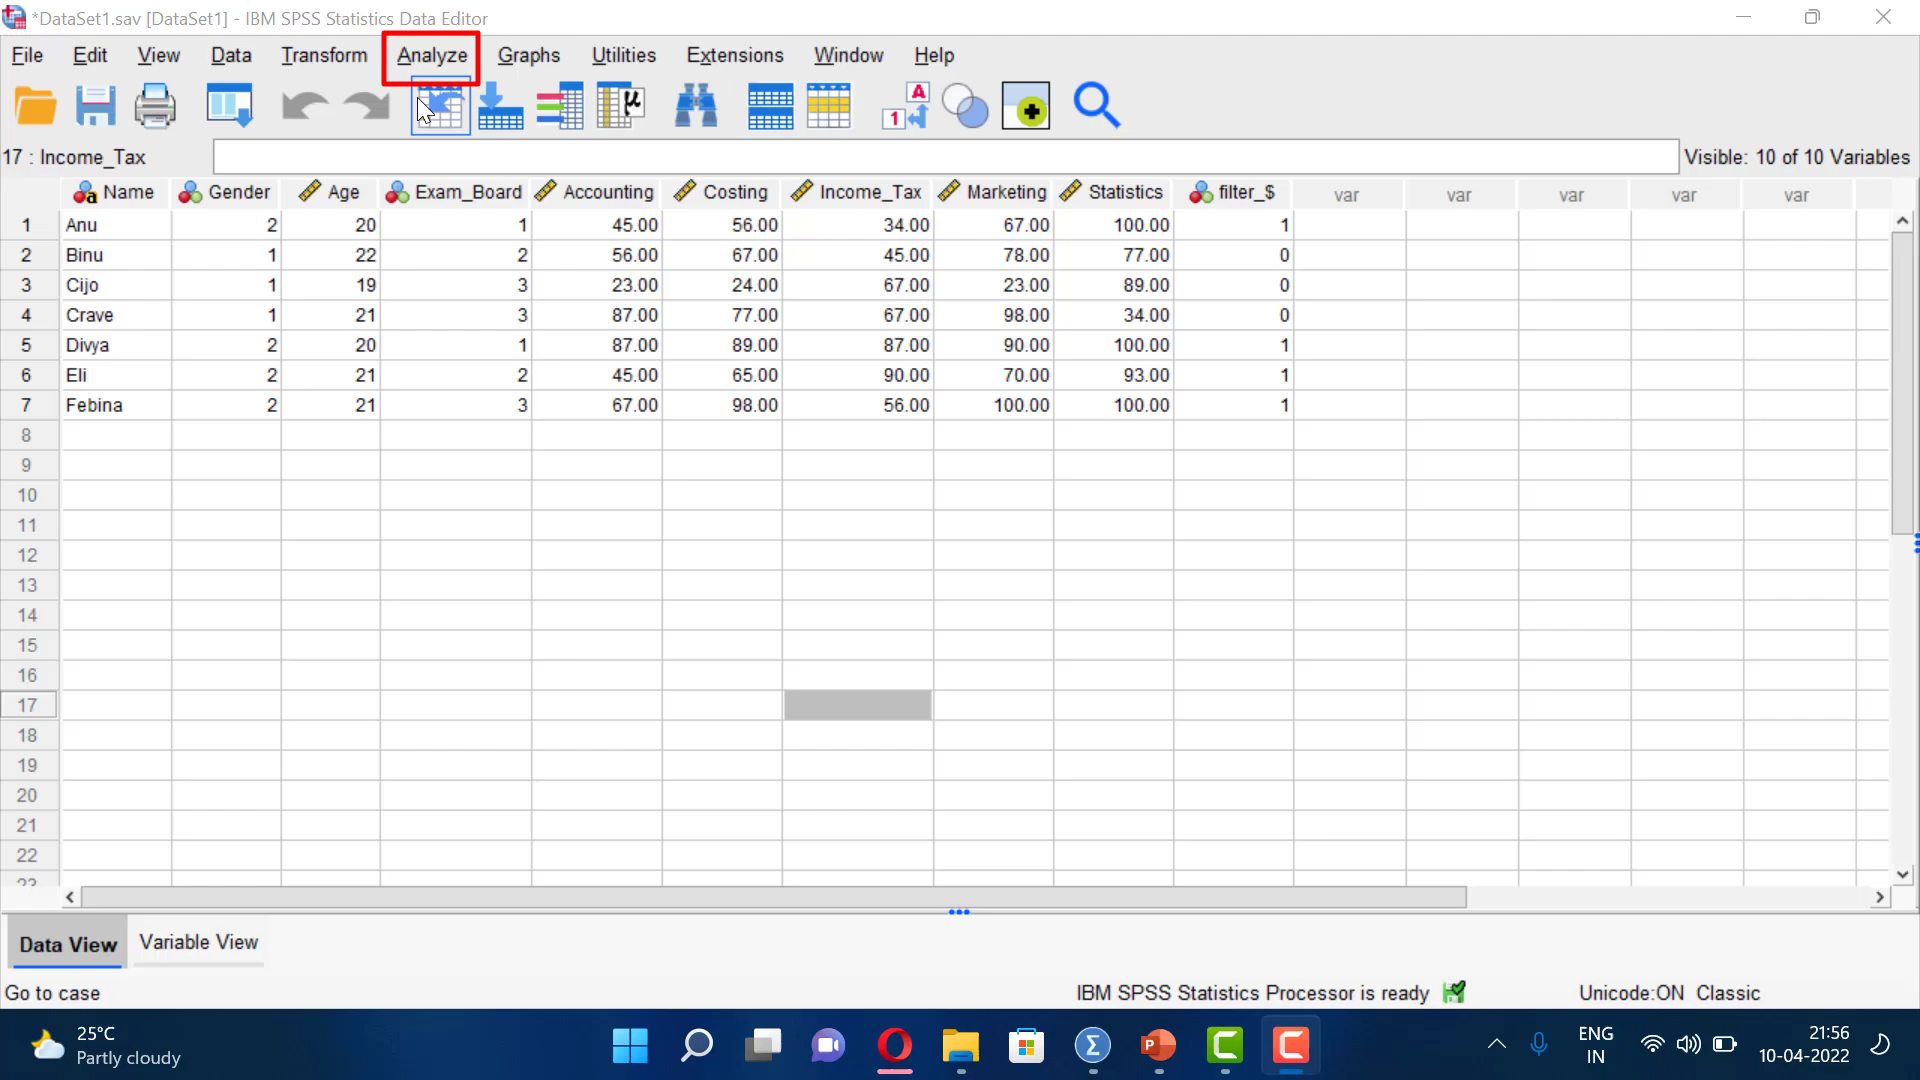 *DataSet1.sav [DataSet1] - IBM SPSS Statistics Data Editor
File Edit View Data Transform Analyze Graphs Utilities Extensions Window Help
17 : Income_Tax Visible: 10 of 10 Variables
Name Gender Age Exam_Board Accounting Costing Income_Tax Marketing Statistics filter_$ var var var var var
1 Anu 2 20 1 45.00 56.00 34.00 67.00 100.00 1
2 Binu 1 22 2 56.00 67.00 45.00 78.00 77.00 0
3 Cijo 1 19 3 23.00 24.00 67.00 23.00 89.00 0
4 Crave 1 21 3 87.00 77.00 67.00 98.00 34.00 0
5 Divya 2 20 1 87.00 89.00 87.00 90.00 100.00 1
6 Eli 2 21 2 45.00 65.00 90.00 70.00 93.00 1
7 Febina 2 21 3 67.00 98.00 56.00 100.00 100.00 1
8
9
10
11
12
13
14
15
16
17
18
19
20
21
22
23
Data View Variable View
Go to case IBM SPSS Statistics Processor is ready Unicode:ON Classic
25°C
Partly cloudy
ENG
IN
21:56
10-04-2022